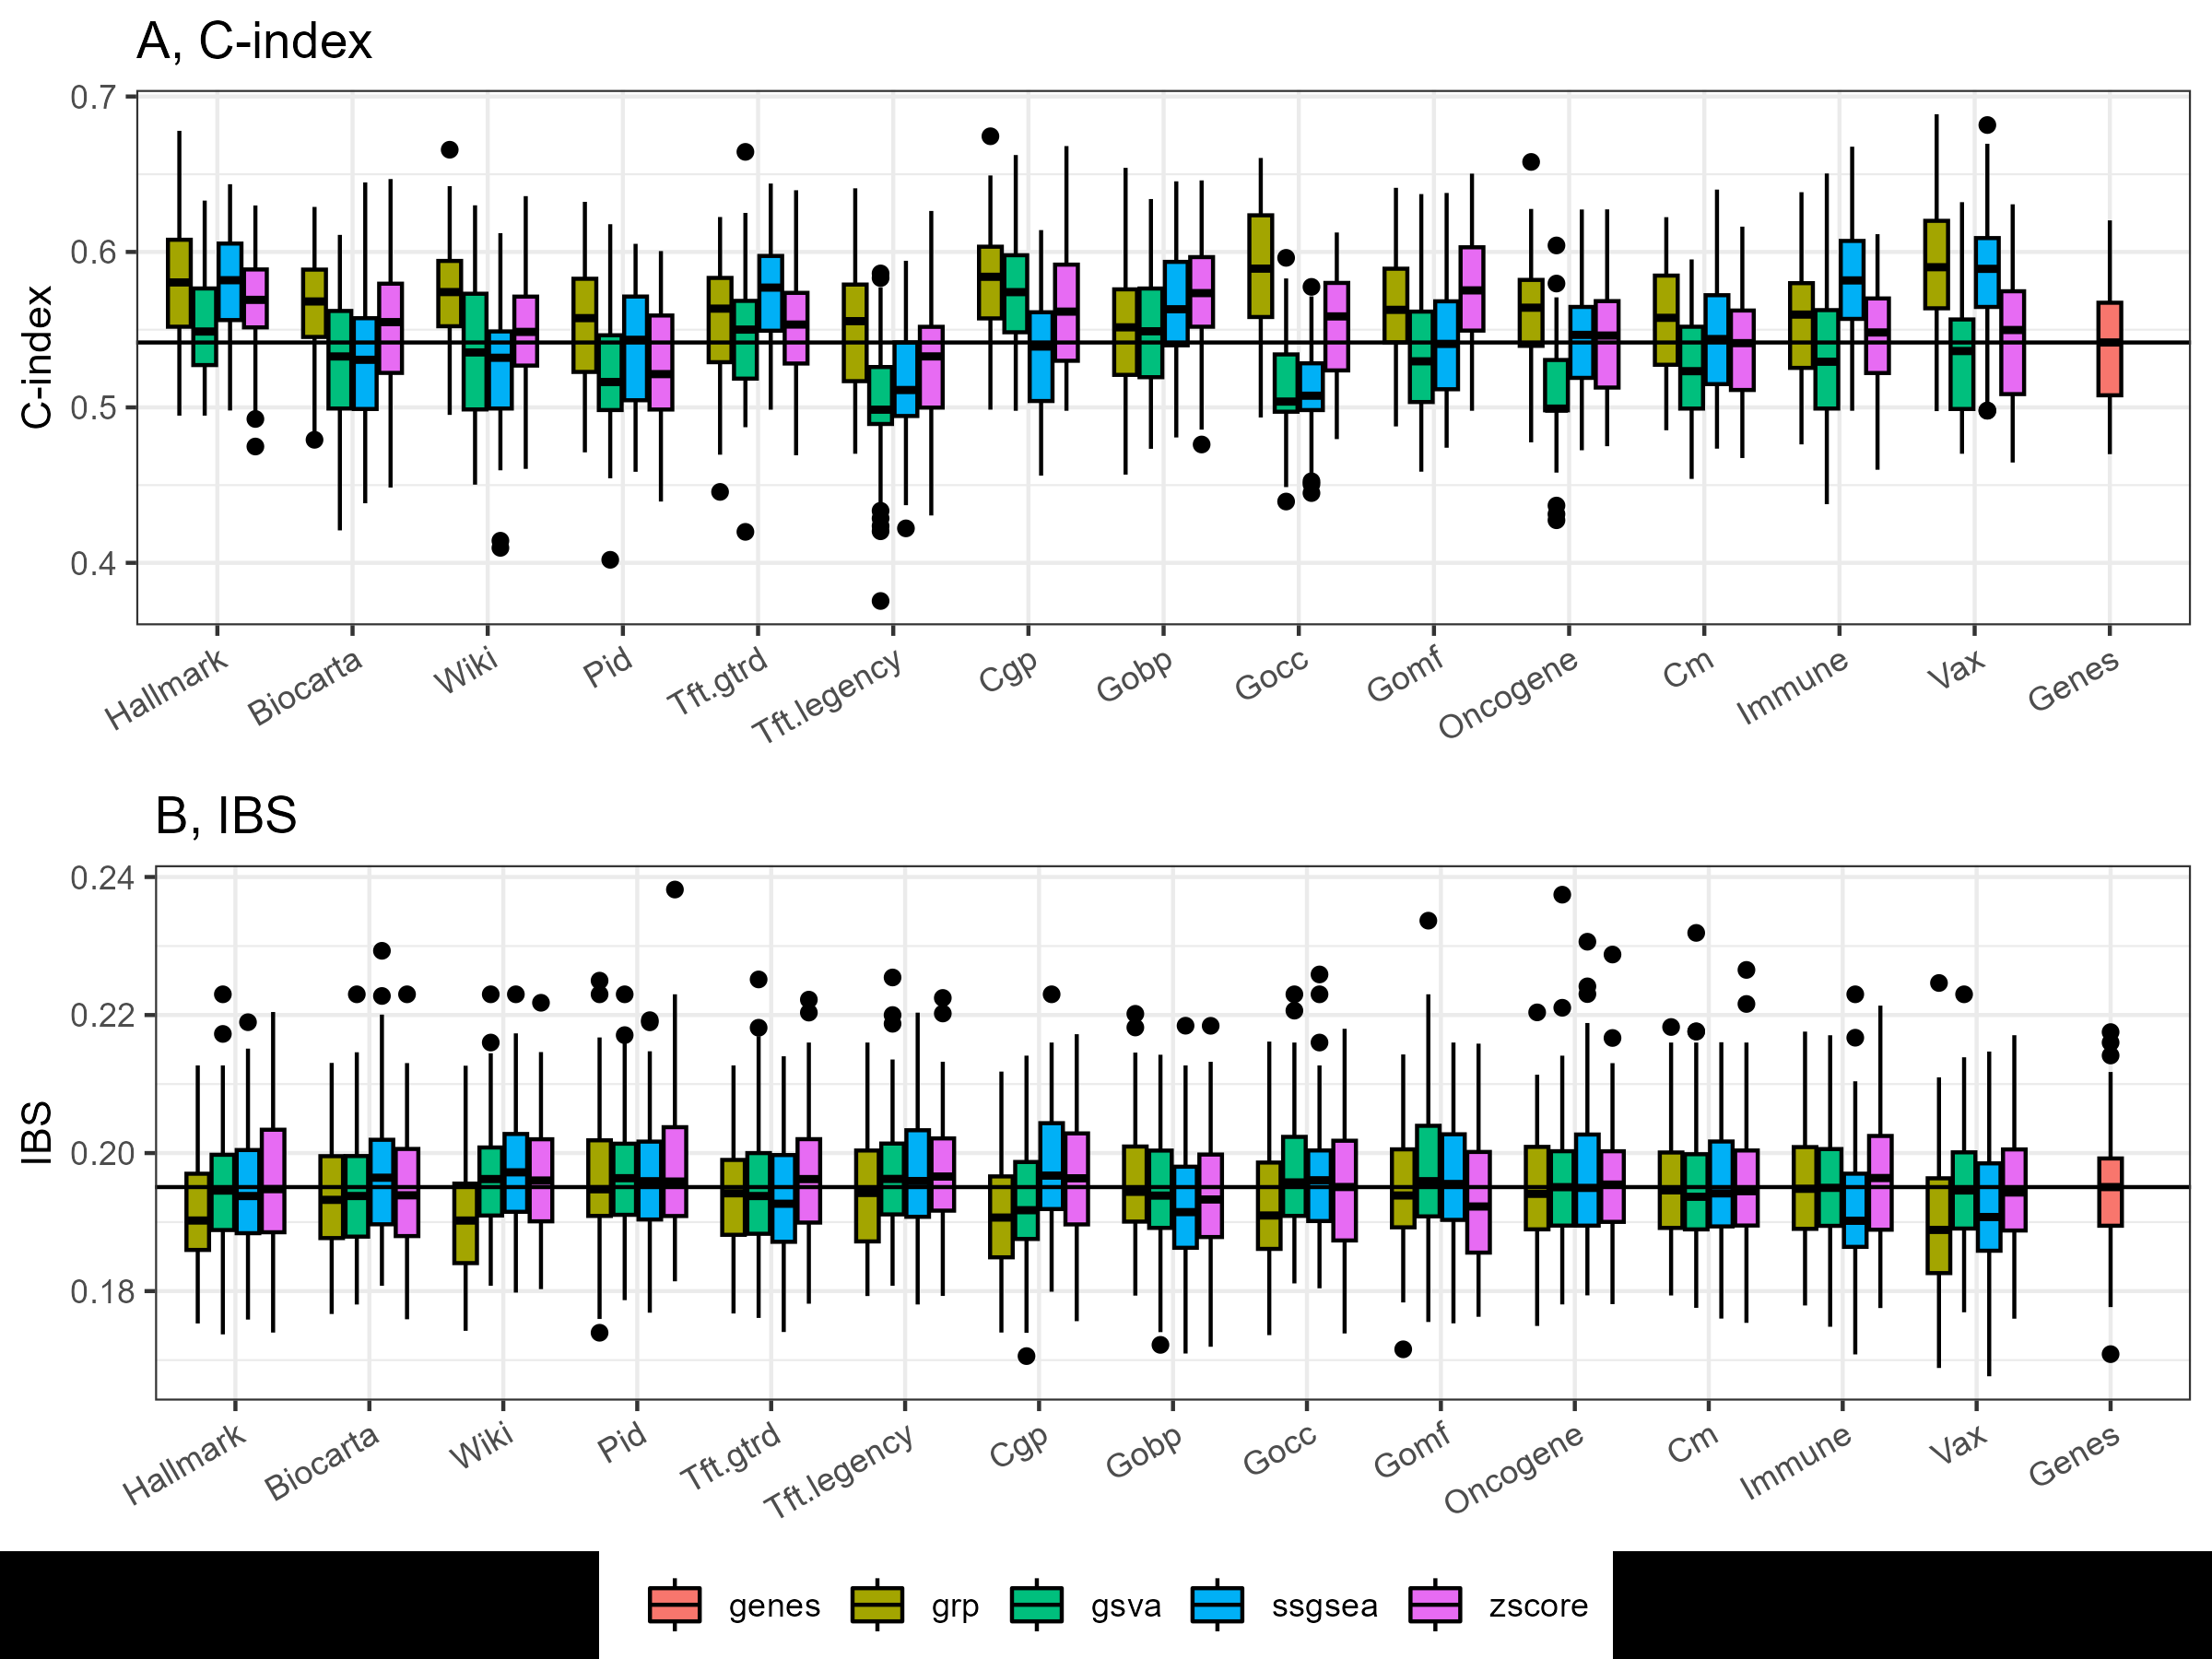 A, C-index
0.7
0.6
0.5
0.4
C-index
Hallmark
Biocarta
Wiki
Pid
Tft.gtrd
Tft.legency
Cgp
Gobp
Gocc
Gomf
Oncogene
Cm
Immune
Vax
Genes
B, IBS
0.24
0.22
0.20
0.18
IBS
Hallmark
Biocarta
Wiki
Pid
Tft.gtrd
Tft.legency
Cgp
Gobp
Gocc
Gomf
Oncogene
Cm
Immune
Vax
Genes
genes grp gsva ssgsea zscore